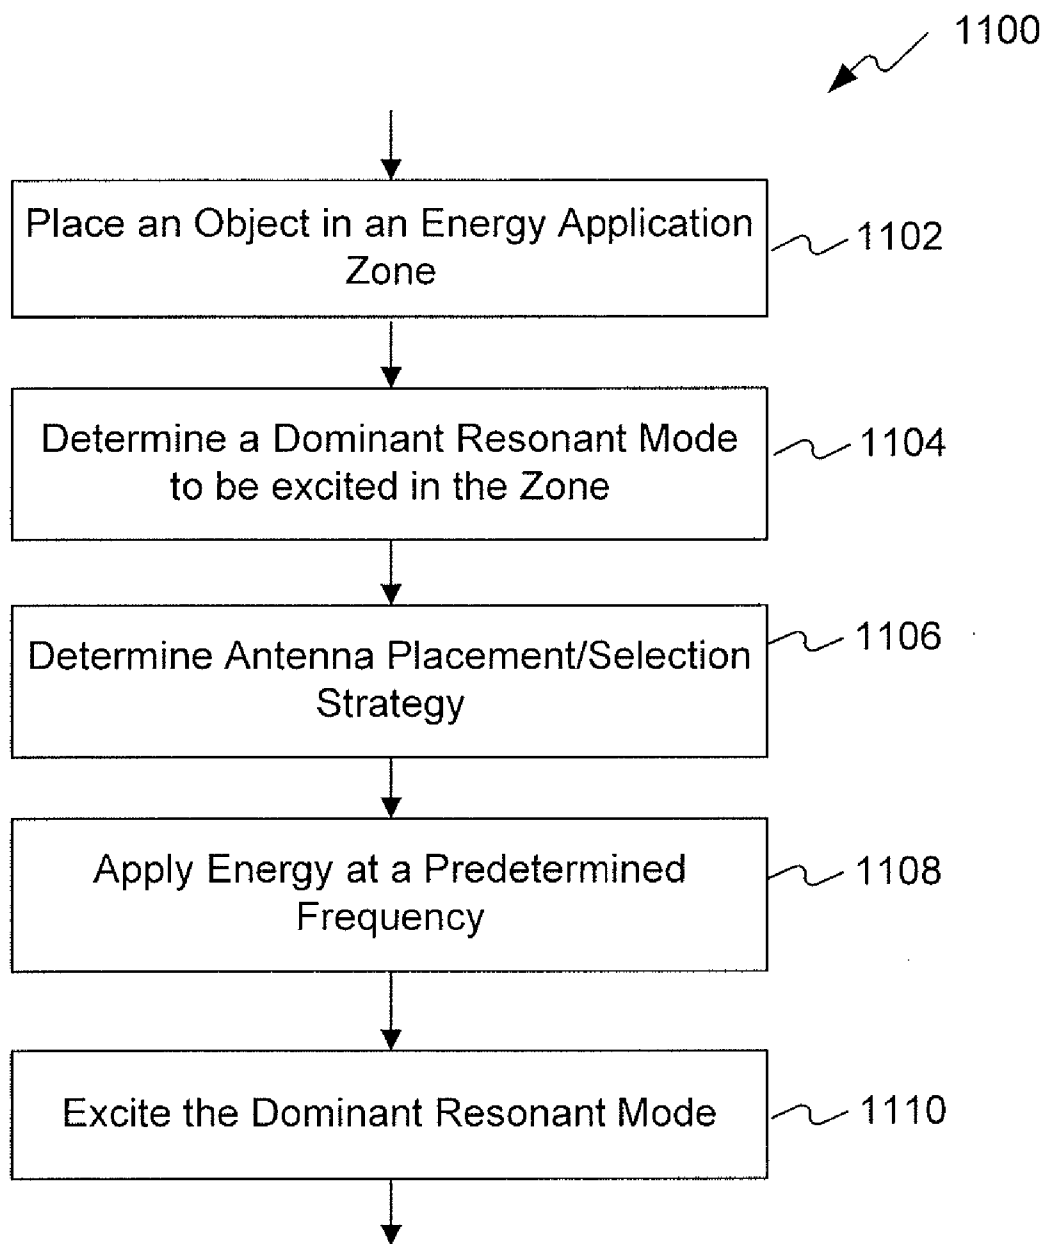 1100
Place an Object in an Energy Application
Zone
1102
Determine a Dominant Resonant Mode
to be excited in the Zone
1104
Determine Antenna Placement/Selection
Strategy
1106
Apply Energy at a Predetermined
Frequency
1108
Excite the Dominant Resonant Mode
1110